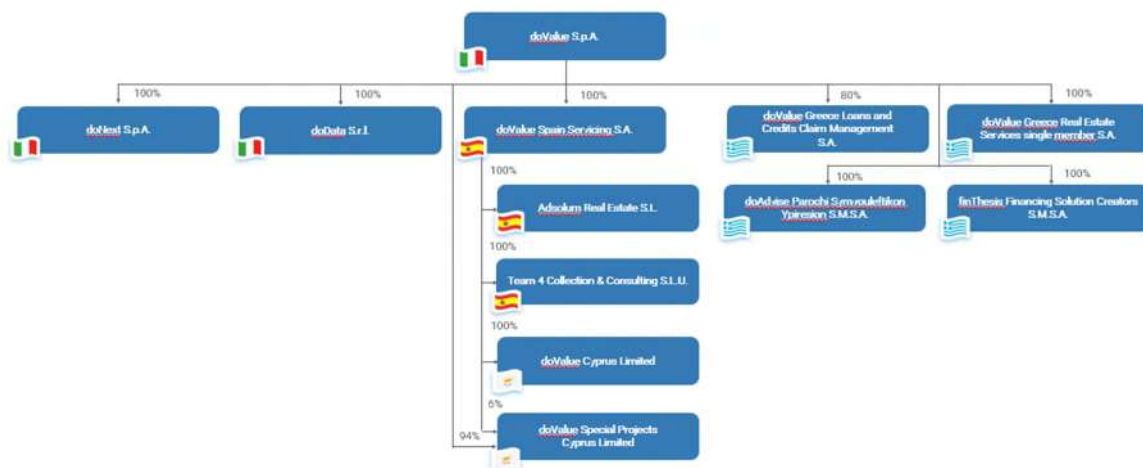 doValue S.p.A.
100%
100%
100%
80%
100%
doNext S.p.A.
doData S.r.l.
doValue Spain Servicing S.A.
doValue Greece Loans and
Credits Claim Management
S.A.
doValue Greece Real Estate
Services single member S.A.
100%
100%
100%
Adsolum Real Estate S.L.
doAdvise Parochi Symvouleftikon
Ypiresion S.M.S.A.
finThesis Financing Solution Creators
S.M.S.A.
100%
Team 4 Collection & Consulting S.L.U.
100%
doValue Cyprus Limited
6%
94%
doValue Special Projects
Cyprus Limited